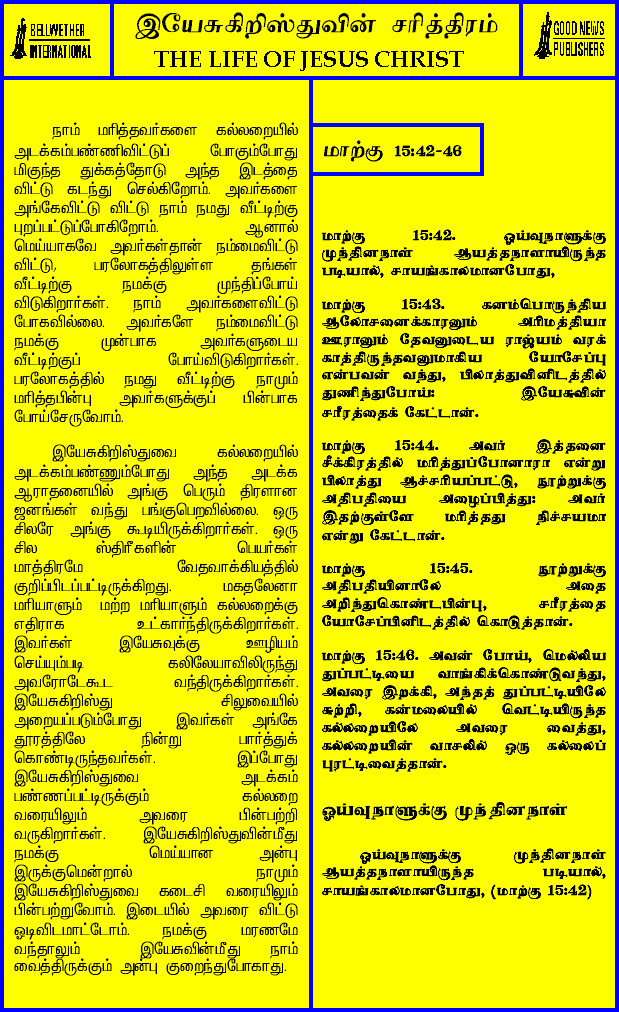 BELLWETHER
INTERNATIONAL
இயேசுகிறிஸ்துவின் சரித்திரம்
THE LIFE OF JESUS CHRIST
GOOD NEWS
PUBLISHERS
நாம் மரித்தவர்களை கல்லறையில்
அடக்கம்பண்ணிவிட்டுப் போகும்போது
மிகுந்த துக்கத்தோடு அந்த இடத்தை
விட்டு கடந்து செல்கிறோம். அவர்களை
அங்கேவிட்டு விட்டு நாம் நமது வீட்டிற்கு
புறப்பட்டுப்போகிறோம். ஆனால்
மெய்யாகவே அவர்கள்தான் நம்மைவிட்டு
விட்டு, பரலோகத்திலுள்ள தங்கள்
வீட்டிற்கு நமக்கு முந்திப்போய்
விடுகிறார்கள். நாம் அவர்களைவிட்டு
போகவில்லை. அவர்களே நம்மைவிட்டு
நமக்கு முன்பாக அவர்களுடைய
வீட்டிற்குப் போய்விடுகிறார்கள்.
பரலோகத்தில் நமது வீட்டிற்கு நாமும்
மரித்தபின்பு அவர்களுக்குப் பின்பாக
போய்சேருவோம்.
இயேசுகிறிஸ்துவை கல்லறையில்
அடக்கம்பண்ணும்போது அந்த அடக்க
ஆராதனையில் அங்கு பெரும் திரளான
ஜனங்கள் வந்து பங்குபெறவில்லை. ஒரு
சிலரே அங்கு கூடியிருக்கிறார்கள். ஒரு
சில ஸ்திரீகளின் பெயர்கள்
மாத்திரமே வேதவாக்கியத்தில்
குறிப்பிடப்பட்டிருக்கிறது. மகதலேனா
மரியாளும் மற்ற மரியாளும் கல்லறைக்கு
எதிராக உட்கார்ந்திருக்கிறார்கள்.
இவர்கள் இயேசுவுக்கு ஊழியம்
செய்யும்படி கலிலேயாவிலிருந்து
அவரோடேகூட வந்திருக்கிறார்கள்.
இயேசுகிறிஸ்து சிலுவையில்
அறையப்படும்போது இவர்கள் அங்கே
தூரத்திலே நின்று பார்த்துக்
கொண்டிருந்தவர்கள். இப்போது
இயேசுகிறிஸ்துவை அடக்கம்
பண்ணப்பட்டிருக்கும் கல்லறை
வரையிலும் அவரை பின்பற்றி
வருகிறார்கள். இயேசுகிறிஸ்துவின்மீது
நமக்கு மெய்யான அன்பு
இருக்குமென்றால் நாமும்
இயேசுகிறிஸ்துவை கடைசி வரையிலும்
பின்பற்றுவோம். இடையில் அவரை விட்டு
ஓடிவிடமாட்டோம். நமக்கு மரணமே
வந்தாலும் இயேசுவின்மீது நாம்
வைத்திருக்கும் அன்பு குறைந்துபோகாது.
மாற்கு 15:42-46
மாற்கு 15:42. ஓய்வுநாளுக்கு
முந்தினநாள் ஆயத்தநாளாயிருந்த
படியால், சாயங்காலமானபோது,
மாற்கு 15:43. கனம்பொருந்திய
ஆலோசனைக்காரனும் அரிமத்தியா
ஊரானும் தேவனுடைய ராஜ்யம் வரக்
காத்திருந்தவனுமாகிய யோசேப்பு
என்பவன் வந்து, பிலாத்துவினிடத்தில்
துணிந்துபோய்: இயேசுவின்
சரீரத்தைக் கேட்டான்.
மாற்கு 15:44. அவர் இத்தனை
சீக்கிரத்தில் மரித்துப்போனாரா என்று
பிலாத்து ஆச்சரியப்பட்டு, நூற்றுக்கு
அதிபதியை அழைப்பித்து: அவர்
இதற்குள்ளே மரித்தது நிச்சயமா
என்று கேட்டான்.
மாற்கு 15:45. நூற்றுக்கு
அதிபதியினாலே அதை
அறிந்துகொண்டபின்பு, சரீரத்தை
யோசேப்பினிடத்தில் கொடுத்தான்.
மாற்கு 15:46. அவன் போய், மெல்லிய
துப்பட்டியை வாங்கிக்கொண்டுவந்து,
அவரை இறக்கி, அந்தத் துப்பட்டியிலே
சுற்றி, கன்மலையில் வெட்டியிருந்த
கல்லறையிலே அவரை வைத்து,
கல்லறையின் வாசலில் ஒரு கல்லைப்
புரட்டிவைத்தான்.
ஓய்வுநாளுக்கு முந்தினநாள்
ஓய்வுநாளுக்கு முந்தினநாள்
ஆயத்தநாளாயிருந்த படியால்,
சாயங்காலமானபோது, (மாற்கு 15:42)